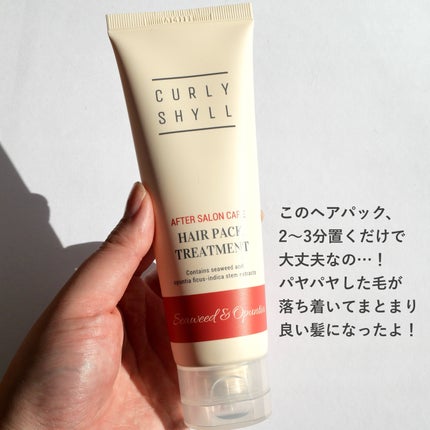 CURLY
SHYLL
AFTER SALON CARE
HAIR PACK
TREATMENT
Contains seaweed and
opuntia ficus-indica stem extracts
Seaweed & Opuntia
このヘアパック、
2〜3分置くだけで
大丈夫なの…！
パヤパヤした毛が
落ち着いてまとまり
良い髪になったよ！